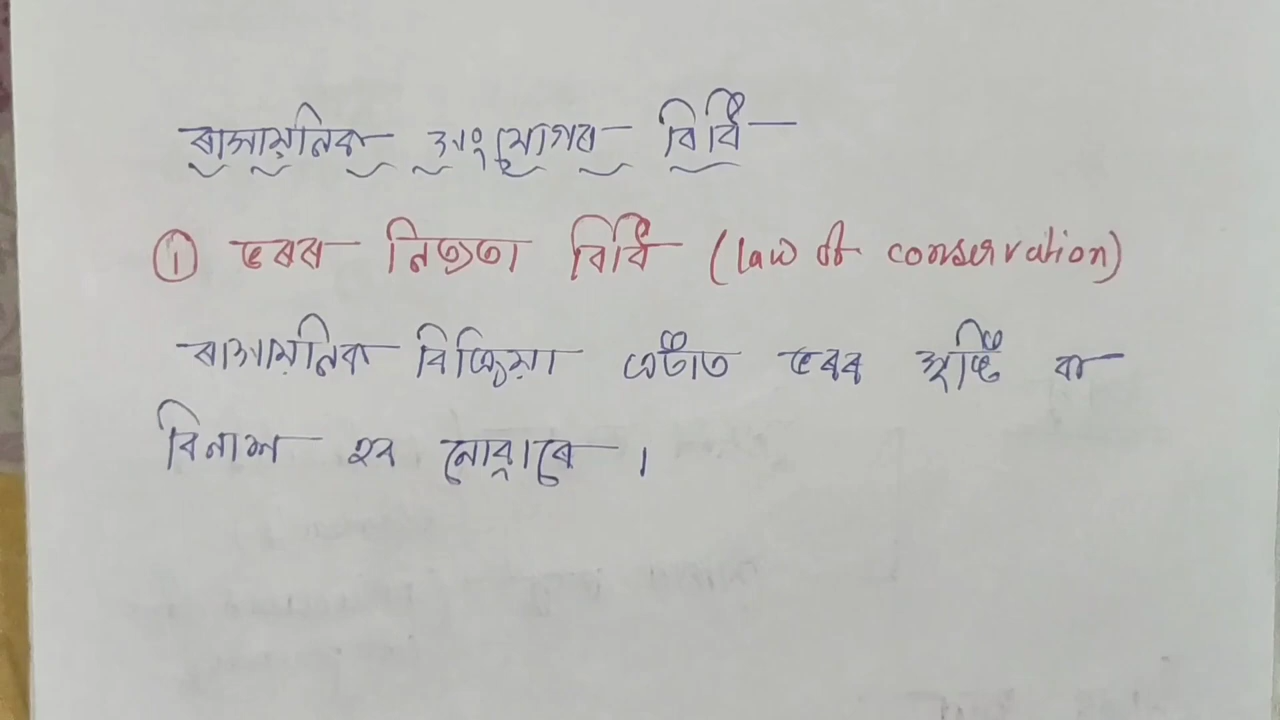 ৰাসায়নিক সংযোগৰ বিধি
① ভৰৰ নিত্যতা বিধি (law of conservation)
ৰাসায়নিক বিক্ৰিয়া এটাত ভৰৰ সৃষ্টি বা
বিনাশ হব নোৱাৰে ।